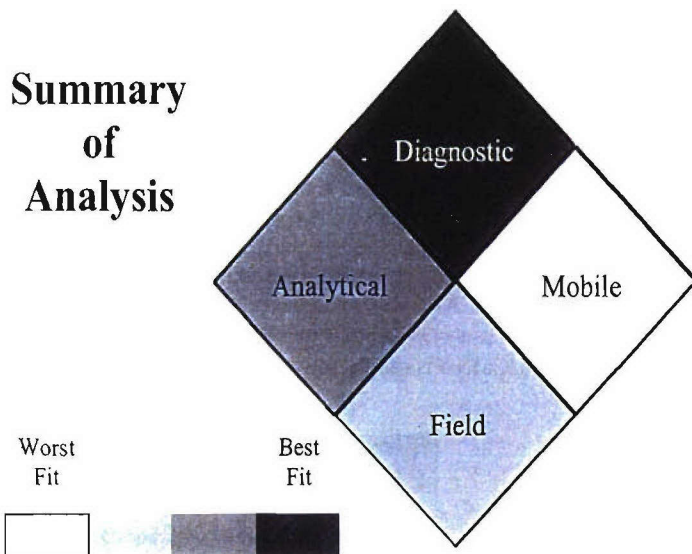 Summary
of
Analysis
Diagnostic
Analytical
Mobile
Field
Worst
Fit
Best
Fit